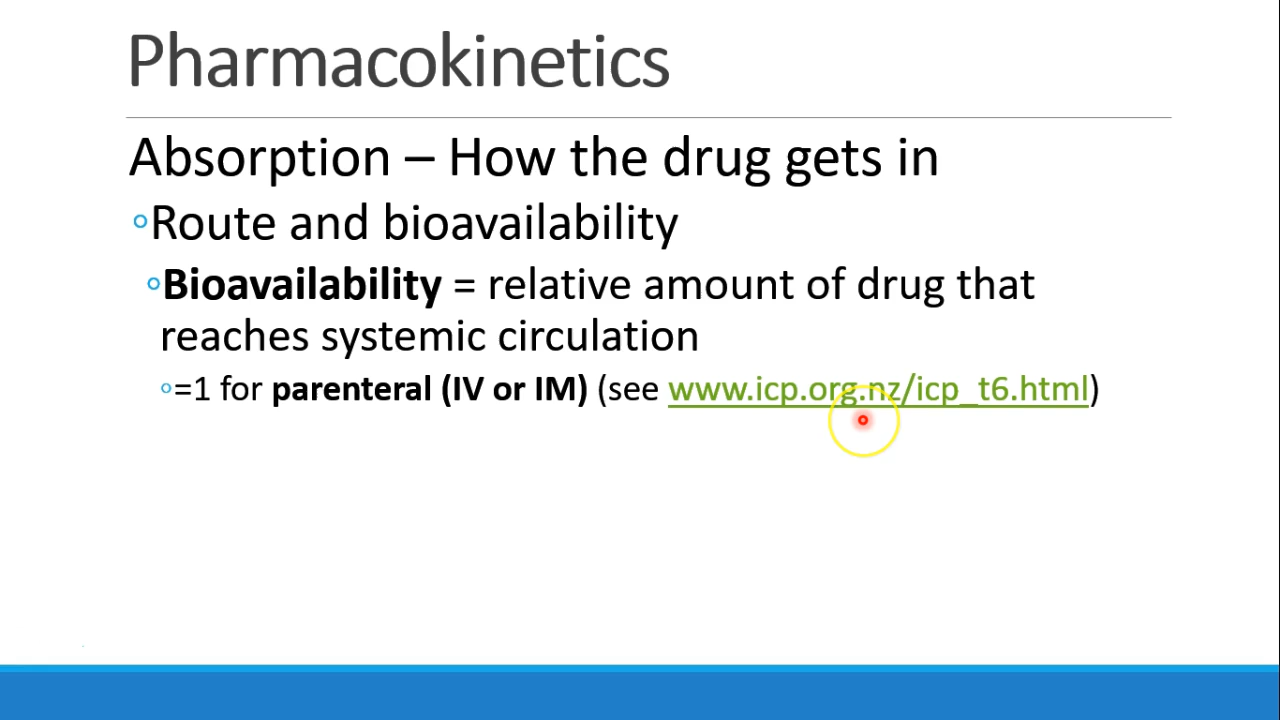 Pharmacokinetics
Absorption – How the drug gets in
◦Route and bioavailability
◦Bioavailability = relative amount of drug that
reaches systemic circulation
◦=1 for parenteral (IV or IM) (see www.icp.org.nz/icp_t6.html)